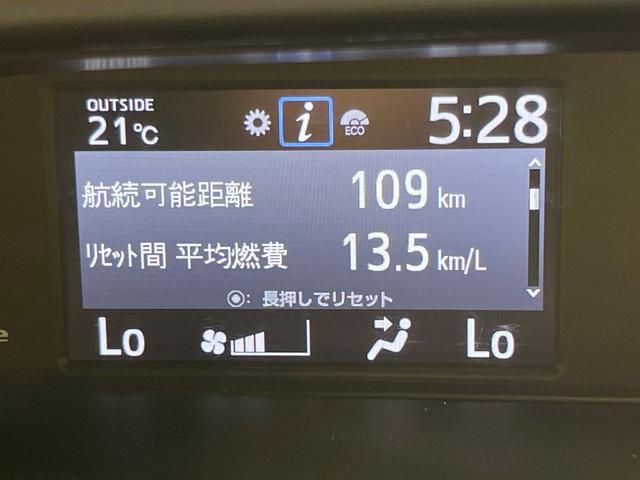 OUTSIDE
21℃
i
ECO
5:28
航続可能距離 109 km
リセット間 平均燃費 13.5 km/L
◉: 長押しでリセット
Lo
Lo